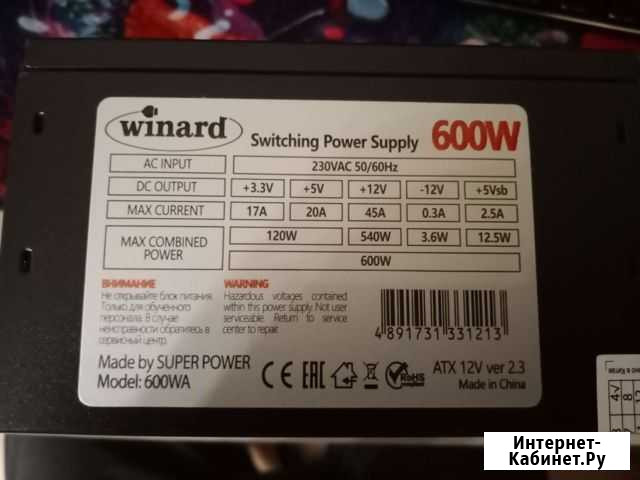 winard
Switching Power Supply 600W
AC INPUT 230VAC 50/60Hz
DC OUTPUT +3.3V +5V +12V -12V +5Vsb
MAX CURRENT 17A 20A 45A 0.3A 2.5A
MAX COMBINED POWER 120W 540W 3.6W 12.5W
600W
ВНИМАНИЕ
Не открывайте блок питания.
Только для обученного
персонала. В случае
неисправности обратитесь в
сервисный центр.
WARNING
Hazardous voltages contained
within this power supply. Not user
serviceable. Return to service
center to repair.
4 891731 331213
Made by SUPER POWER
Model: 600WA
CE EAC RoHS
ATX 12V ver 2.3
Made in China
Интернет-
Кабинет.Ру